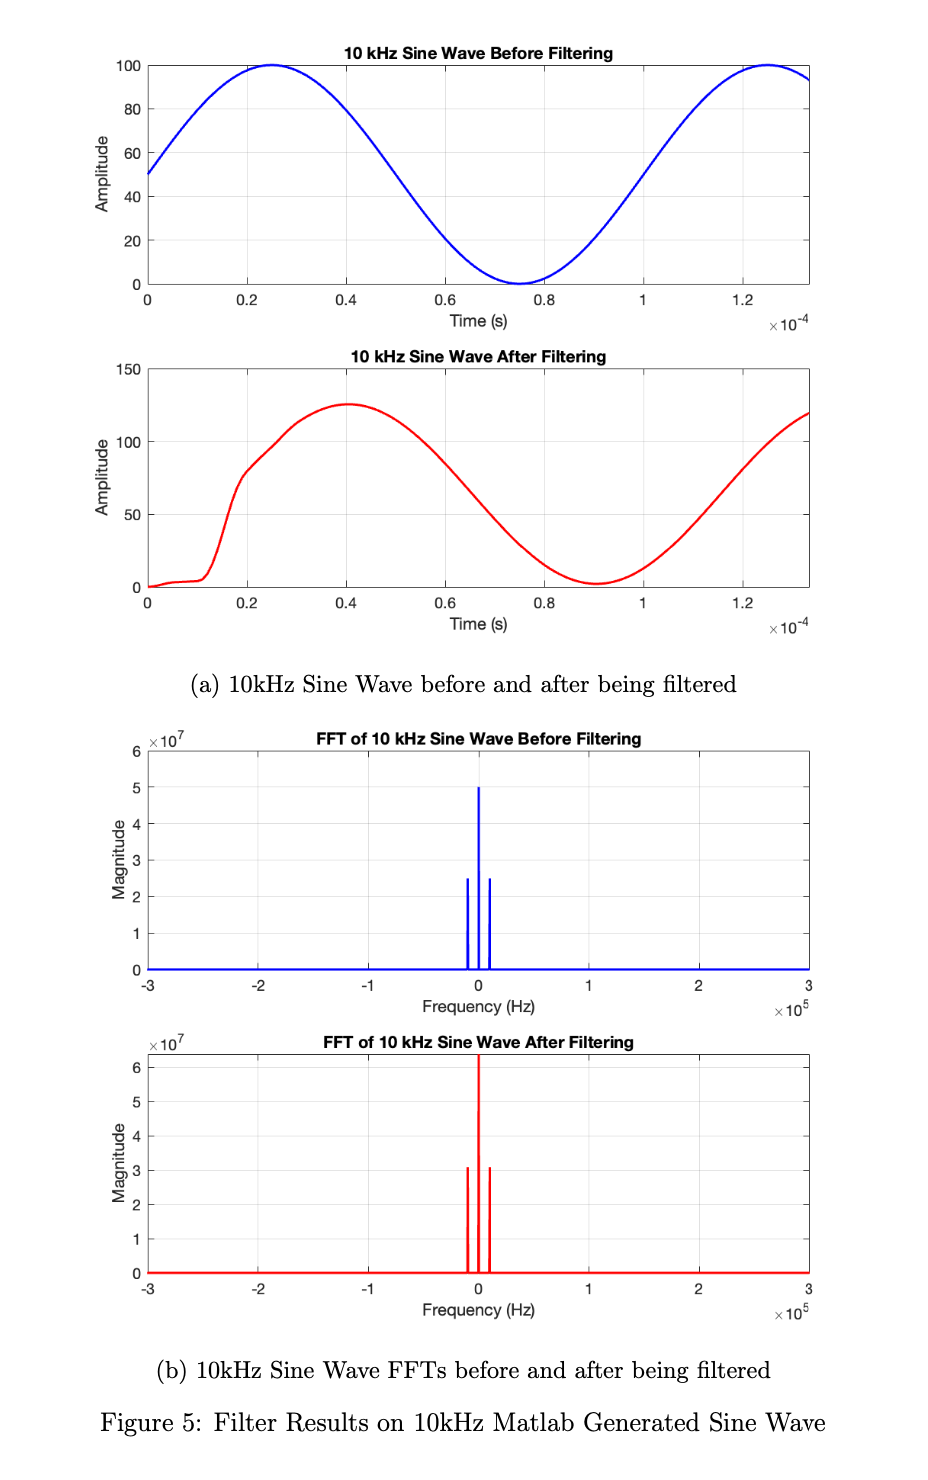 10 kHz Sine Wave Before Filtering
100
80
60
40
20
0
Amplitude
0 0.2 0.4 0.6 0.8 1 1.2
Time (s)
×10-4
10 kHz Sine Wave After Filtering
150
100
50
0
Amplitude
0 0.2 0.4 0.6 0.8 1 1.2
Time (s)
×10-4
(a) 10kHz Sine Wave before and after being filtered
×107
FFT of 10 kHz Sine Wave Before Filtering
6
5
4
3
2
1
0
Magnitude
-3 -2 -1 0 1 2 3
Frequency (Hz)
×105
×107
FFT of 10 kHz Sine Wave After Filtering
6
5
4
3
2
1
0
Magnitude
-3 -2 -1 0 1 2 3
Frequency (Hz)
×105
(b) 10kHz Sine Wave FFTs before and after being filtered
Figure 5: Filter Results on 10kHz Matlab Generated Sine Wave